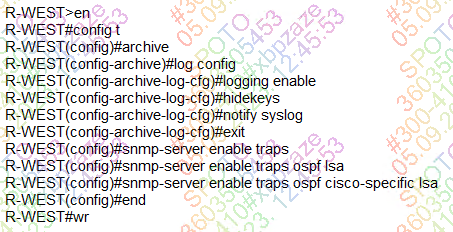 R-WEST>en
R-WEST#config t
R-WEST(config)#archive
R-WEST(config-archive)#log config
R-WEST(config-archive-log-cfg)#logging enable
R-WEST(config-archive-log-cfg)#hidekeys
R-WEST(config-archive-log-cfg)#notify syslog
R-WEST(config-archive-log-cfg)#exit
R-WEST(config)#snmp-server enable traps
R-WEST(config)#snmp-server enable traps ospf lsa
R-WEST(config)#snmp-server enable traps ospf cisco-specific lsa
R-WEST(config)#end
R-WEST#wr